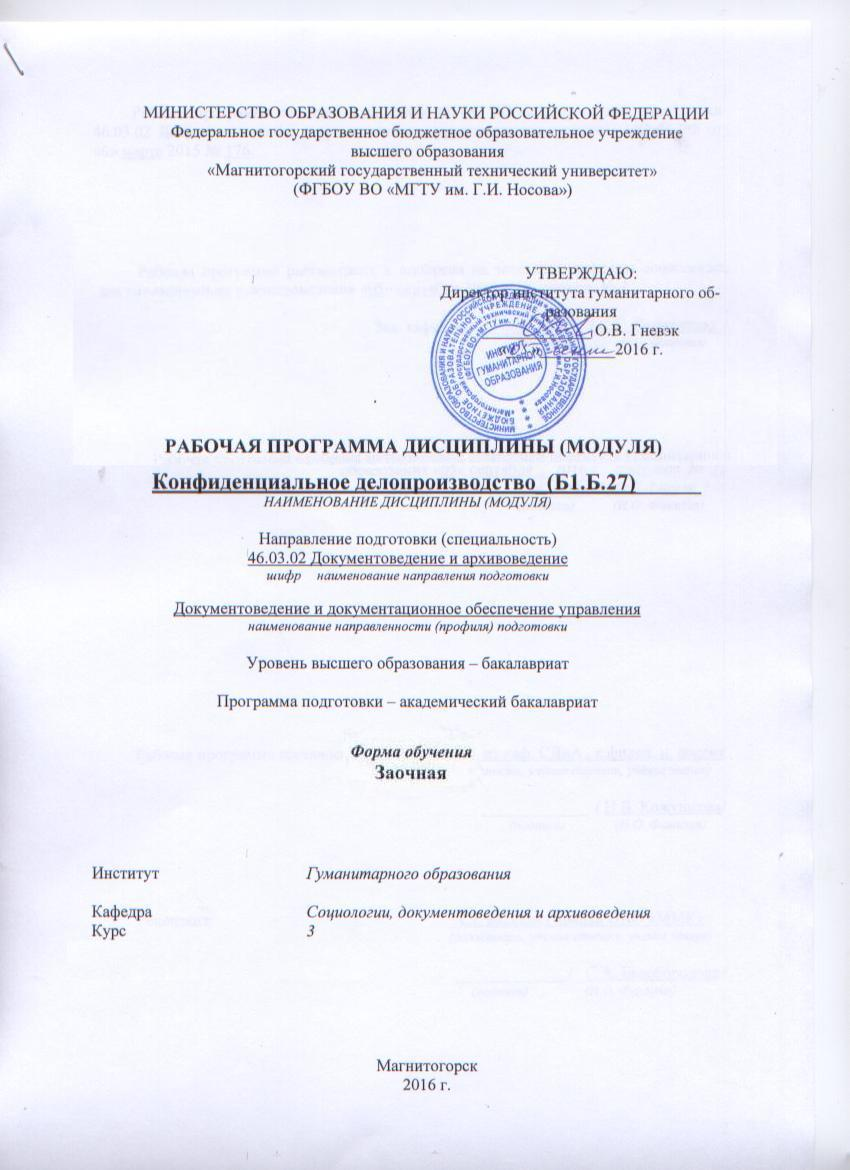 МИНИСТЕРСТВО ОБРАЗОВАНИЯ И НАУКИ РОССИЙСКОЙ ФЕДЕРАЦИИ
Федеральное государственное бюджетное образовательное учреждение
высшего образования
«Магнитогорский государственный технический университет»
(ФГБОУ ВО «МГТУ им. Г.И. Носова»)
УТВЕРЖДАЮ:
Директор института гуманитарного об-
разования
О.В. Гневэк
2016 г.
ИНСТИТУТ
ГУМАНИТАРНОГО
ОБРАЗОВАНИЯ
РАБОЧАЯ ПРОГРАММА ДИСЦИПЛИНЫ (МОДУЛЯ)
Конфиденциальное делопроизводство (Б1.Б.27)
НАИМЕНОВАНИЕ ДИСЦИПЛИНЫ (МОДУЛЯ)
Направление подготовки (специальность)
46.03.02 Документоведение и архивоведение
шифр наименование направления подготовки
Документоведение и документационное обеспечение управления
наименование направленности (профиля) подготовки
Уровень высшего образования – бакалавриат
Программа подготовки – академический бакалавриат
Форма обучения
Заочная
Институт Гуманитарного образования
Кафедра Социологии, документоведения и архивоведения
Курс 3
Магнитогорск
2016 г.